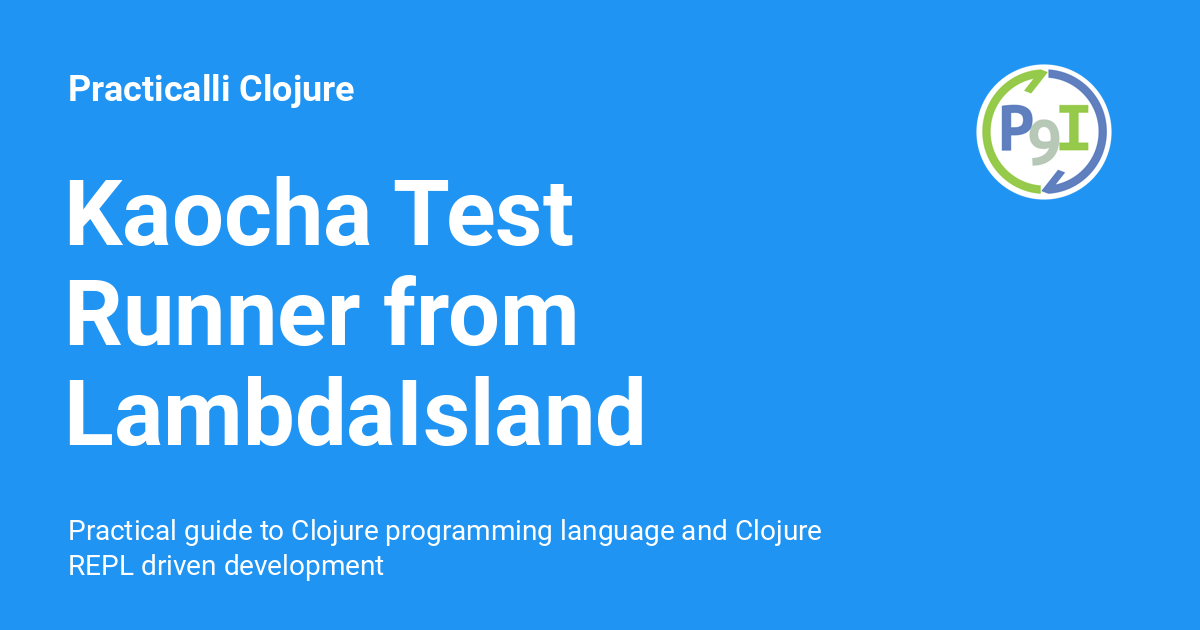 Practicalli Clojure
P9I
Kaocha Test
Runner from
LambdaIsland
Practical guide to Clojure programming language and Clojure
REPL driven development